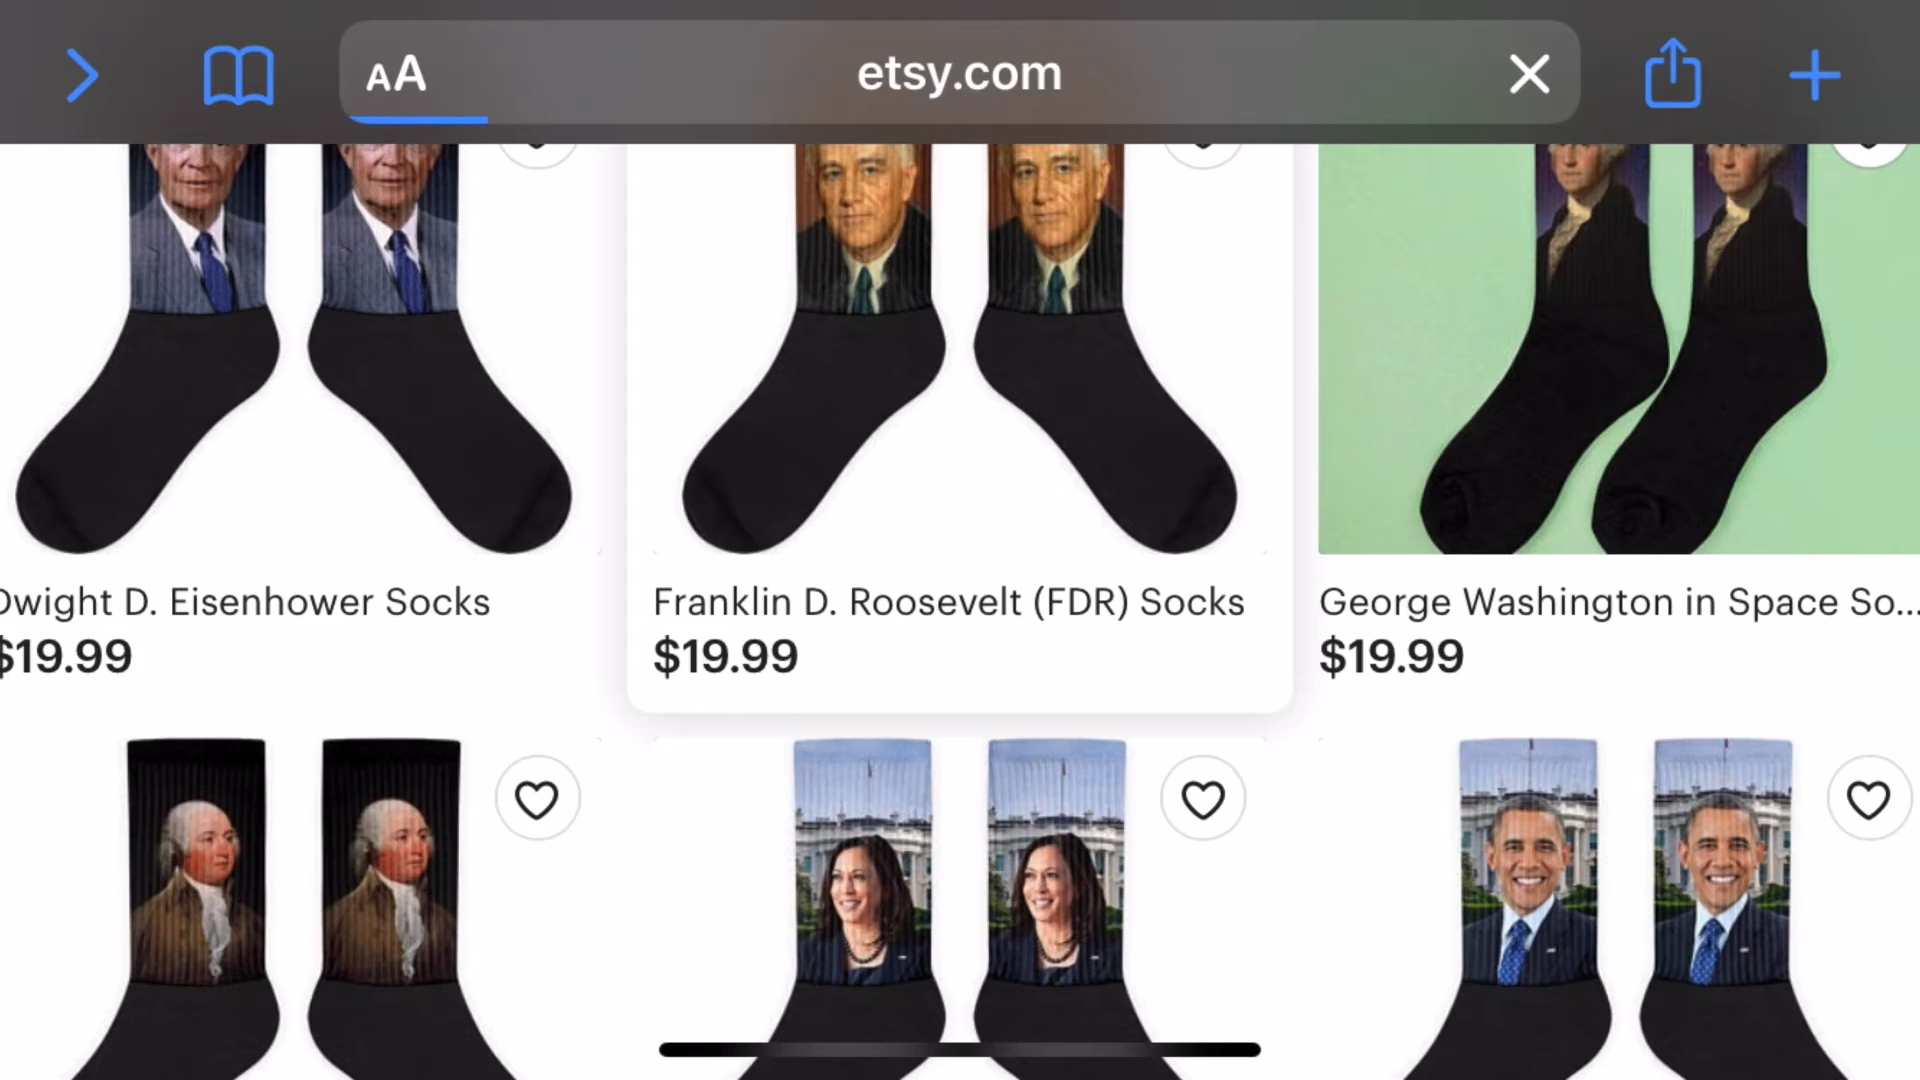 AA
etsy.com
Dwight D. Eisenhower Socks
Franklin D. Roosevelt (FDR) Socks
George Washington in Space So...
$19.99
$19.99
$19.99